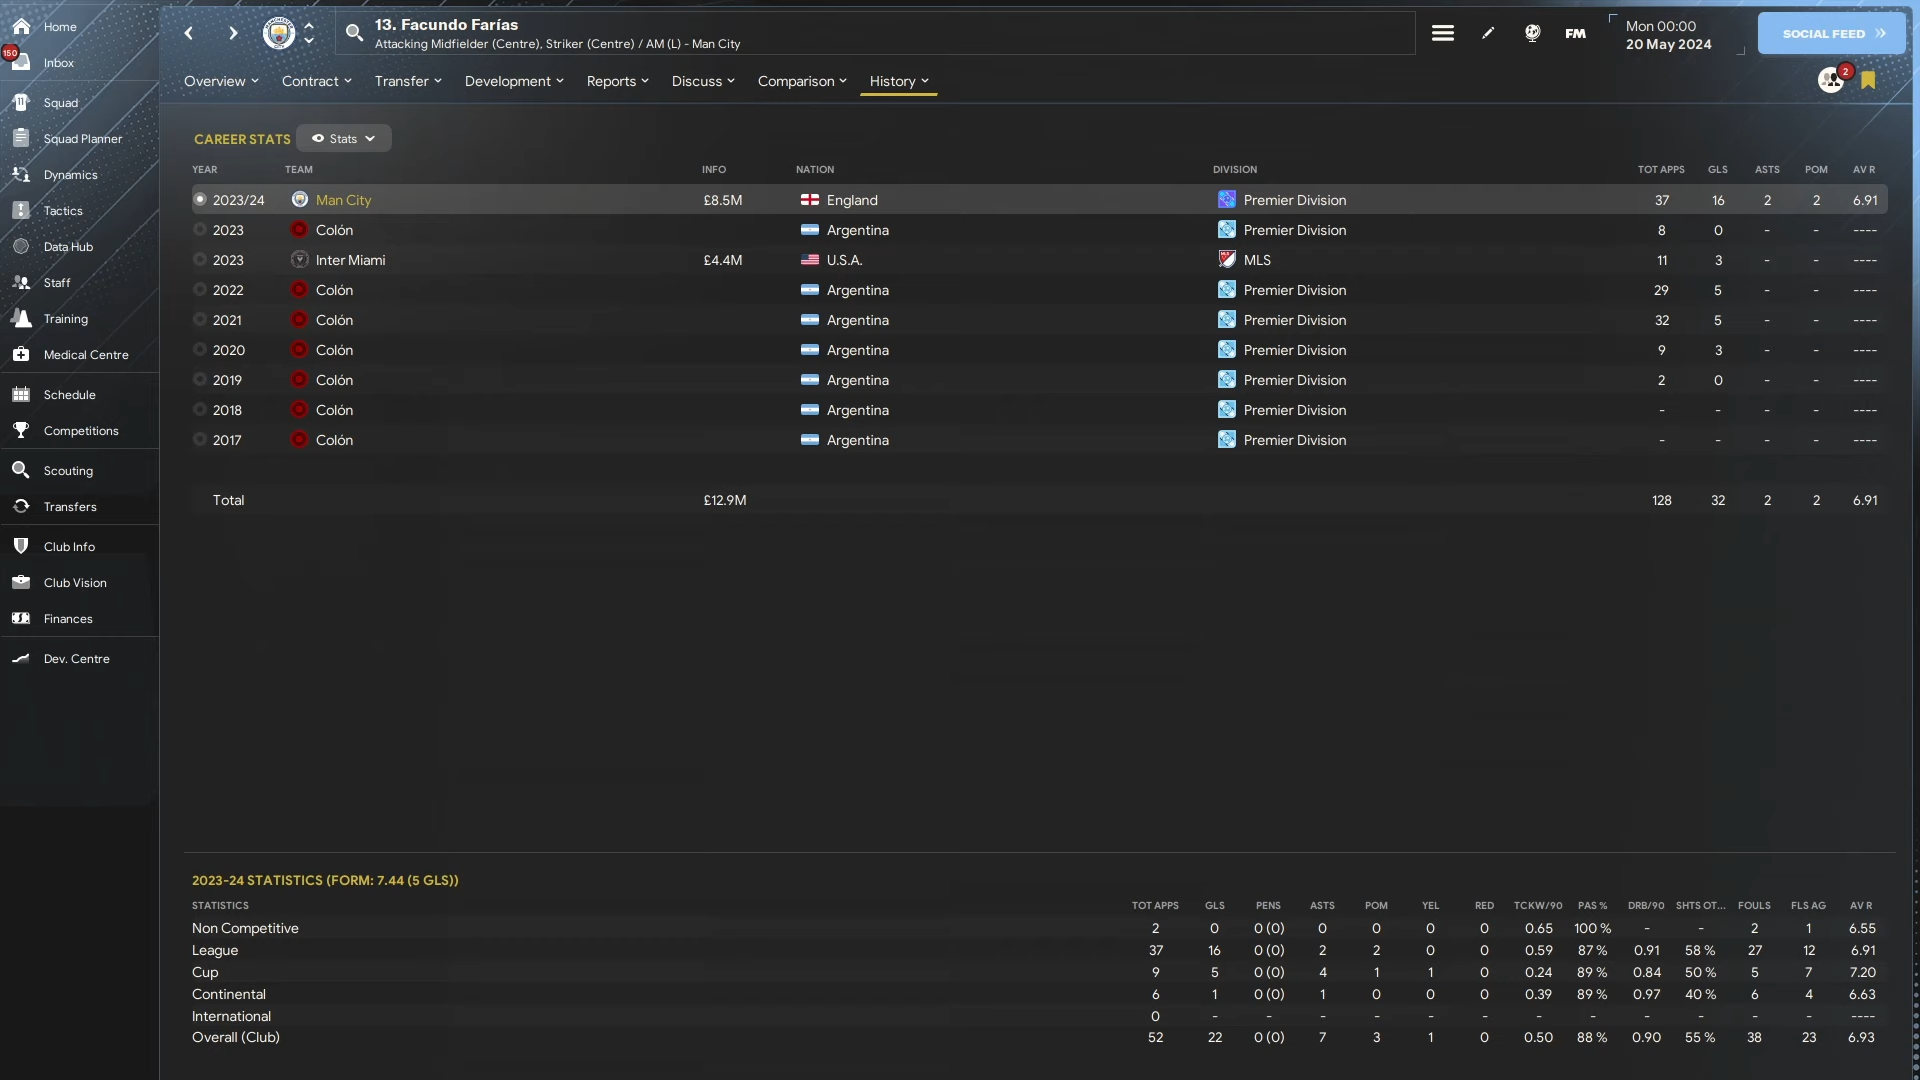 Home
13. Facundo Farías
Attacking Midfielder (Centre), Striker (Centre) / AM (L) - Man City
FM
Mon 00:00
20 May 2024
SOCIAL FEED
150
Inbox
Overview Contract Transfer Development Reports Discuss Comparison History
2
Squad
Squad Planner
Dynamics
Tactics
Data Hub
Staff
Training
Medical Centre
Schedule
Competitions
Scouting
Transfers
Club Info
Club Vision
Finances
Dev. Centre
CAREER STATS Stats
YEAR TEAM INFO NATION DIVISION TOT APPS GLS ASTS POM AV R
2023/24 Man City £8.5M England Premier Division 37 16 2 2 6.91
2023 Colón Argentina Premier Division 8 0 - - ----
2023 Inter Miami £4.4M U.S.A. MLS 11 3 - - ----
2022 Colón Argentina Premier Division 29 5 - - ----
2021 Colón Argentina Premier Division 32 5 - - ----
2020 Colón Argentina Premier Division 9 3 - - ----
2019 Colón Argentina Premier Division 2 0 - - ----
2018 Colón Argentina Premier Division - - - - ----
2017 Colón Argentina Premier Division - - - - ----
Total £12.9M 128 32 2 2 6.91
2023-24 STATISTICS (FORM: 7.44 (5 GLS))
STATISTICS TOT APPS GLS PENS ASTS POM YEL RED TCKW/90 PAS % DRB/90 SHTS OT... FOULS FLS AG AV R
Non Competitive 2 0 0 (0) 0 0 0 0 0.65 100 % - - 2 1 6.55
League 37 16 0 (0) 2 2 0 0 0.59 87 % 0.91 58 % 27 12 6.91
Cup 9 5 0 (0) 4 1 1 0 0.24 89 % 0.84 50 % 5 7 7.20
Continental 6 1 0 (0) 1 0 0 0 0.39 89 % 0.97 40 % 6 4 6.63
International 0 - - - - - - - - - - - - ----
Overall (Club) 52 22 0 (0) 7 3 1 0 0.50 88 % 0.90 55 % 38 23 6.93